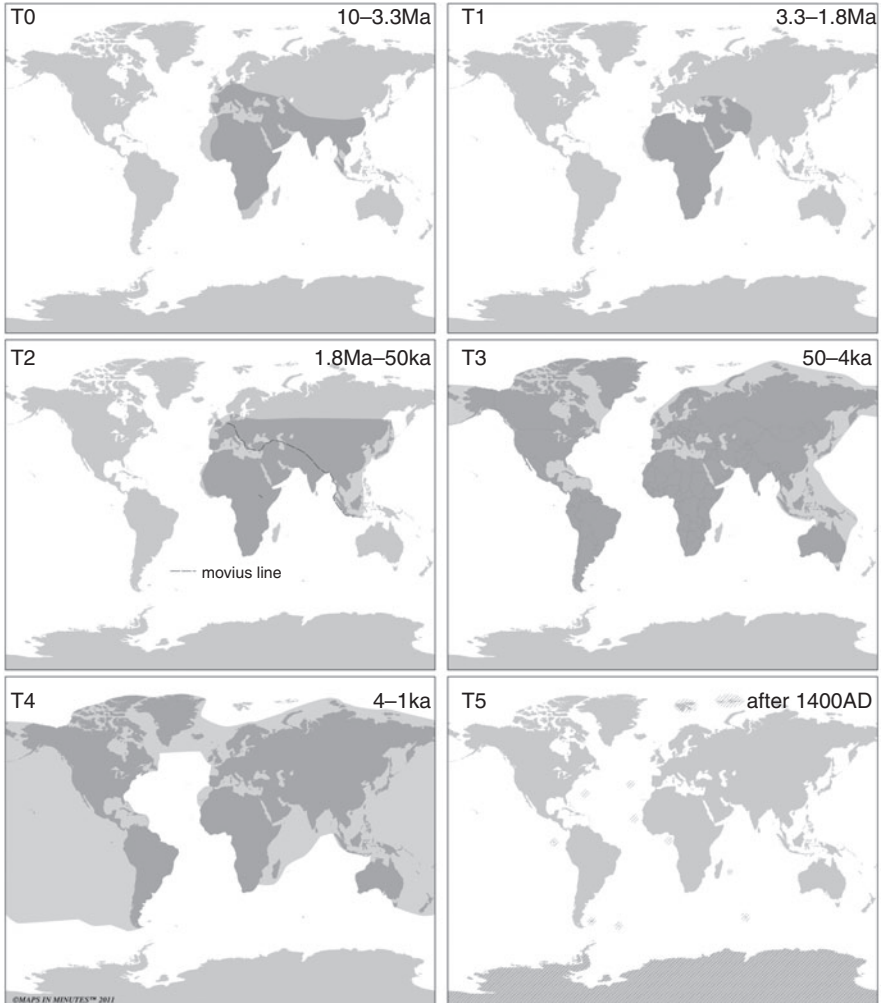 T0 10–3.3Ma
T1 3.3–1.8Ma
T2 1.8Ma–50ka
movius line
T3 50–4ka
T4 4–1ka
©MAPS IN MINUTES™ 2011
T5 after 1400AD